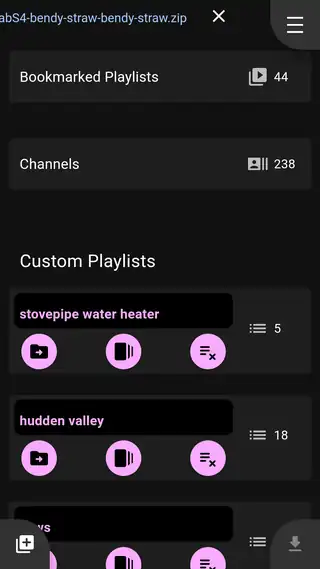 abS4-bendy-straw-bendy-straw.zip
Bookmarked Playlists 44
Channels 238
Custom Playlists
stovepipe water heater
5
hudden valley
18